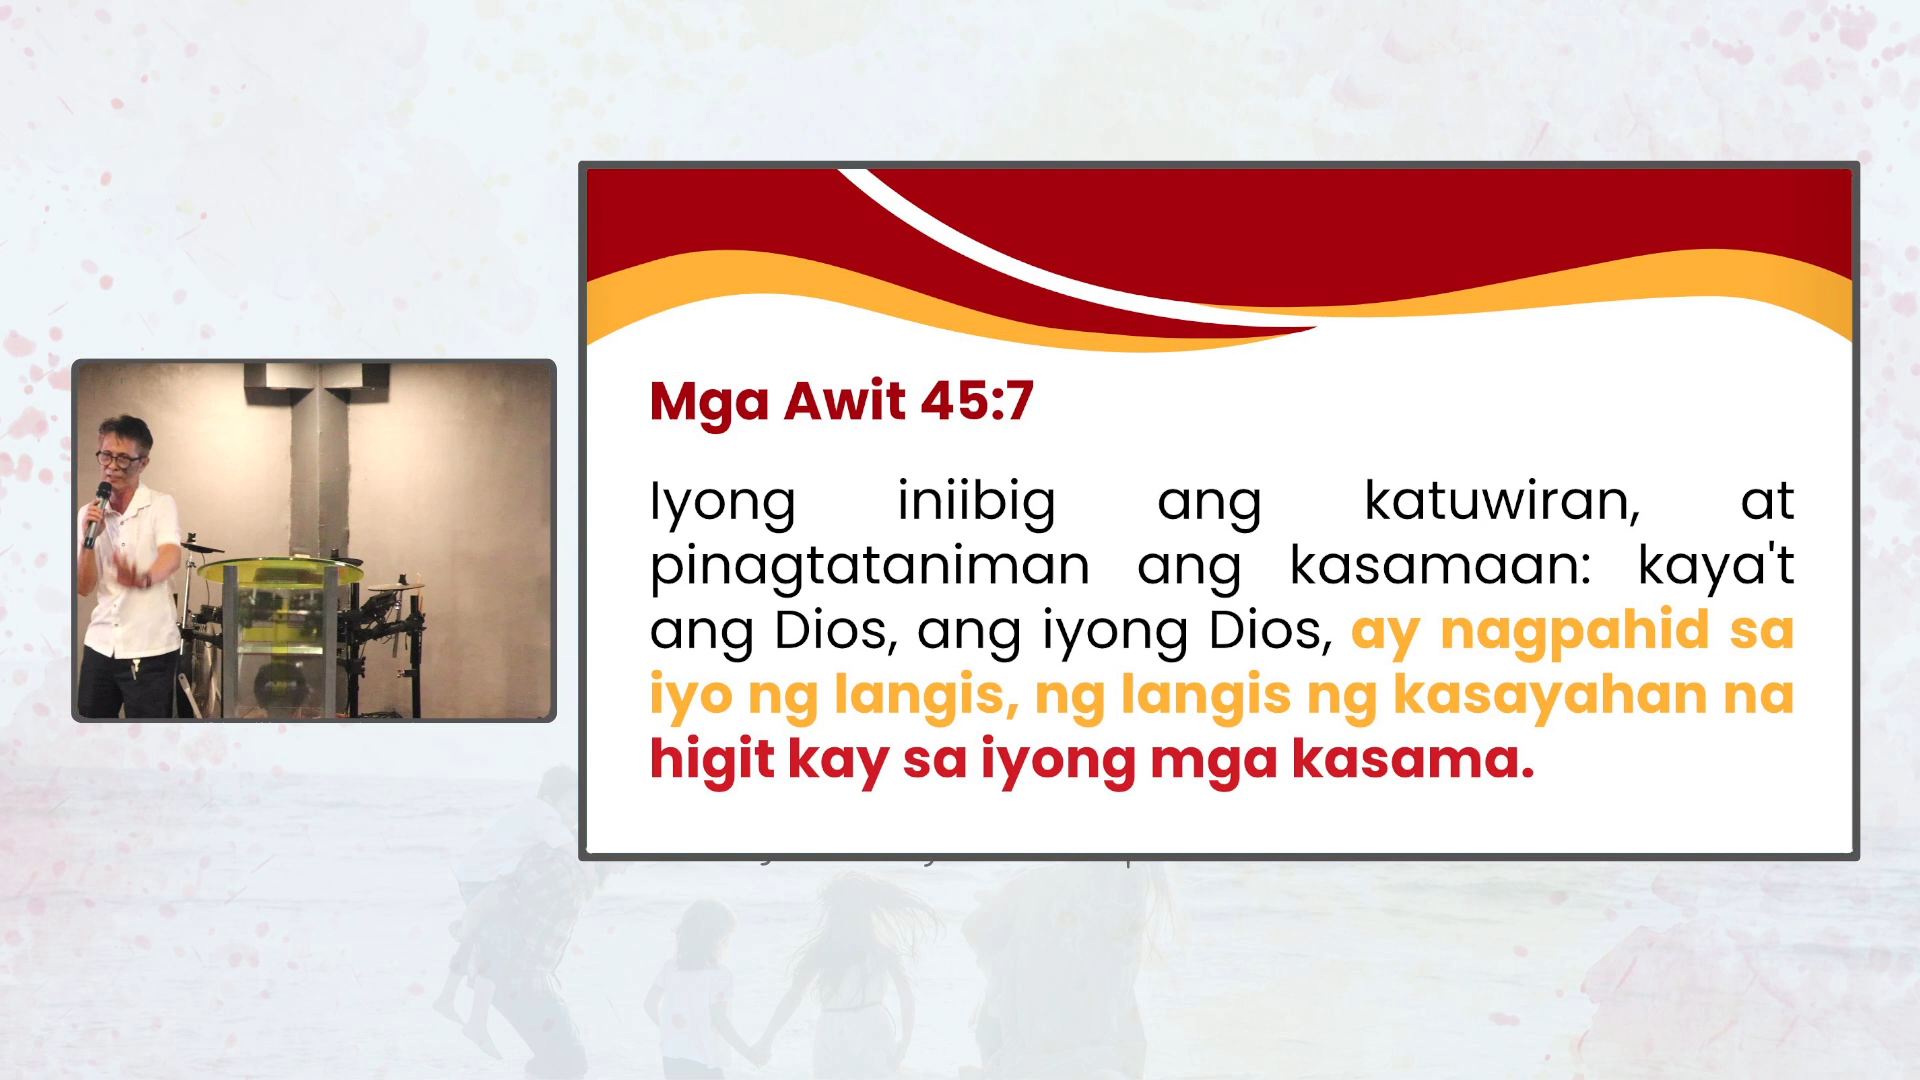 Mga Awit 45:7
Iyong iniibig ang katuwiran, at
pinagtataniman ang kasamaan: kaya't
ang Dios, ang iyong Dios, ay nagpahid sa
iyo ng langis, ng langis ng kasayahan na
higit kay sa iyong mga kasama.